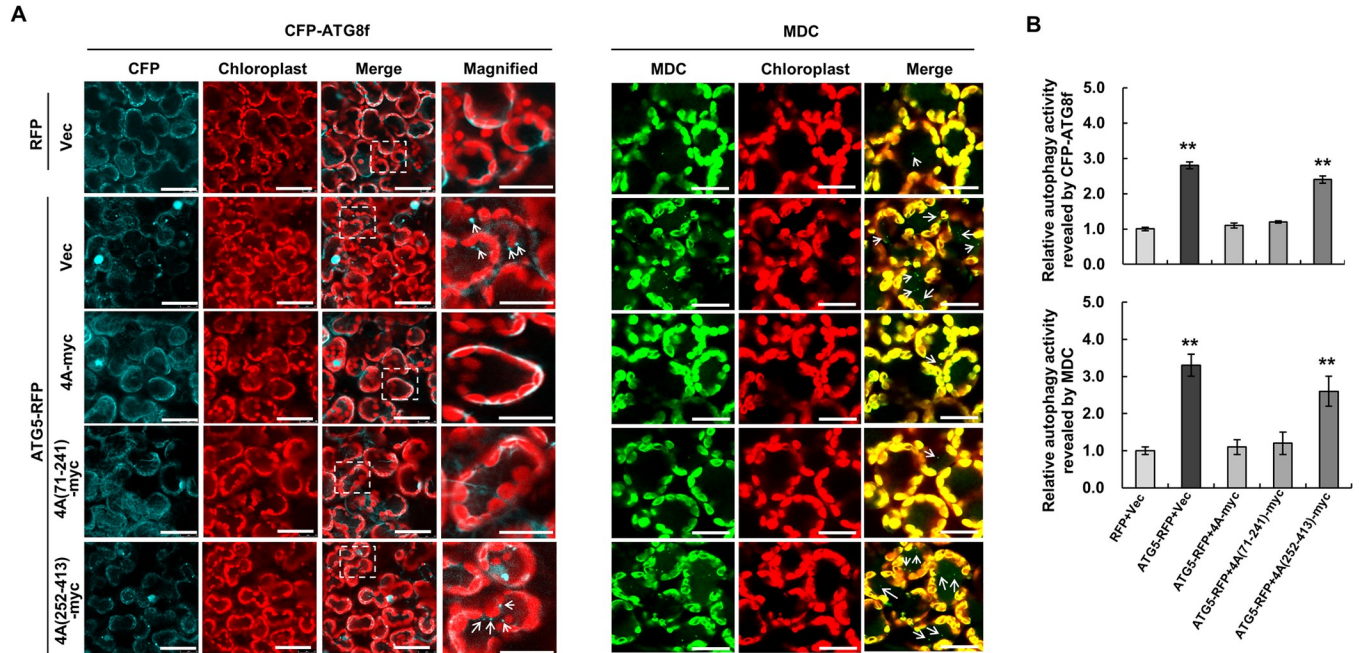 A
CFP-ATG8f
MDC
CFP Chloroplast Merge Magnified
MDC Chloroplast Merge
RFP
Vec
ATG5-RFP
Vec
4A-myc
4A(71-241)
-myc
4A(252-413)
-myc
B
Relative autophagy activity
revealed by CFP-ATG8f
5.0
4.0
3.0
2.0
1.0
0.0
**
**
Relative autophagy activity
revealed by MDC
5.0
4.0
3.0
2.0
1.0
0.0
**
**
RFP+Vec
ATG5-RFP+Vec
ATG5-RFP+4A-myc
ATG5-RFP+4A(71-241)-myc
ATG5-RFP+4A(252-413)-myc